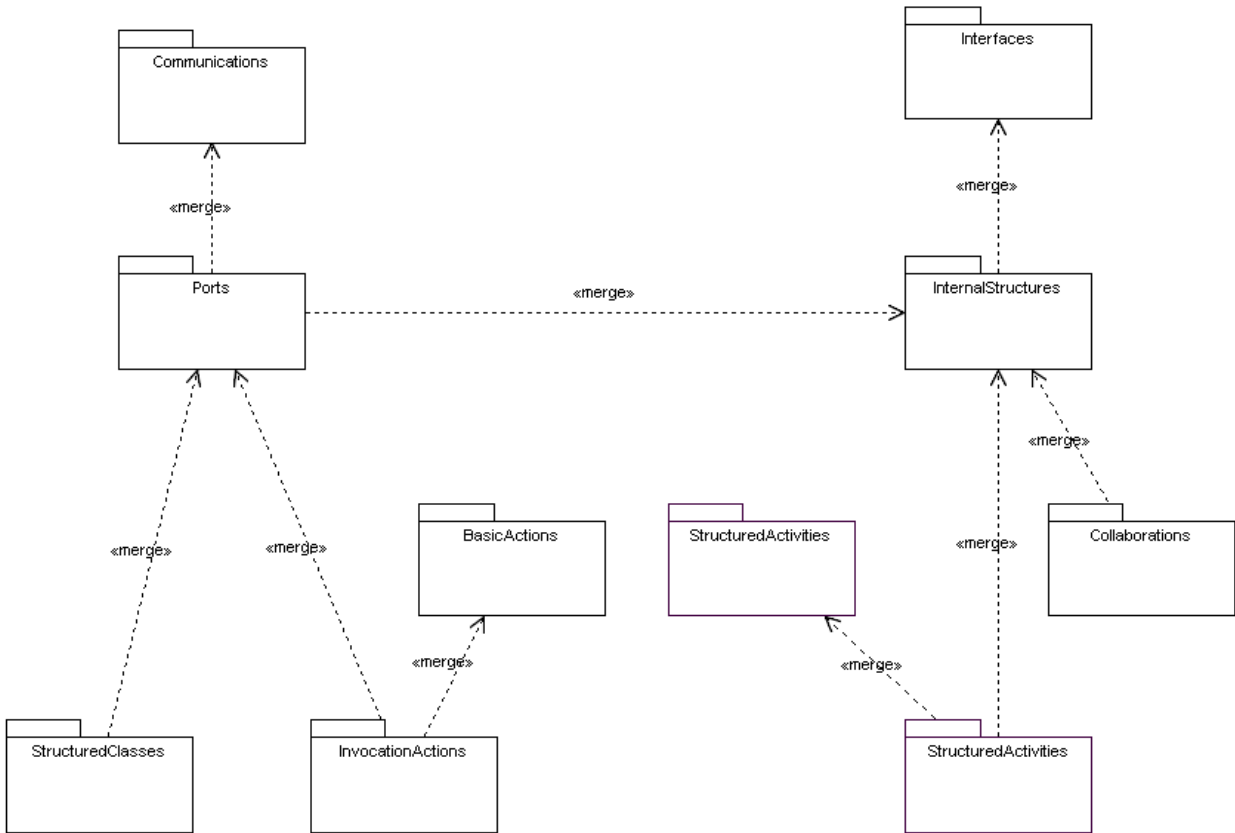 Interfaces
Communications
«merge»
«merge»
Ports
InternalStructures
«merge»
«merge»
BasicActions
StructuredActivities
Collaborations
«merge»
«merge»
«merge»
«merge»
«merge»
StructuredClasses
InvocationActions
StructuredActivities